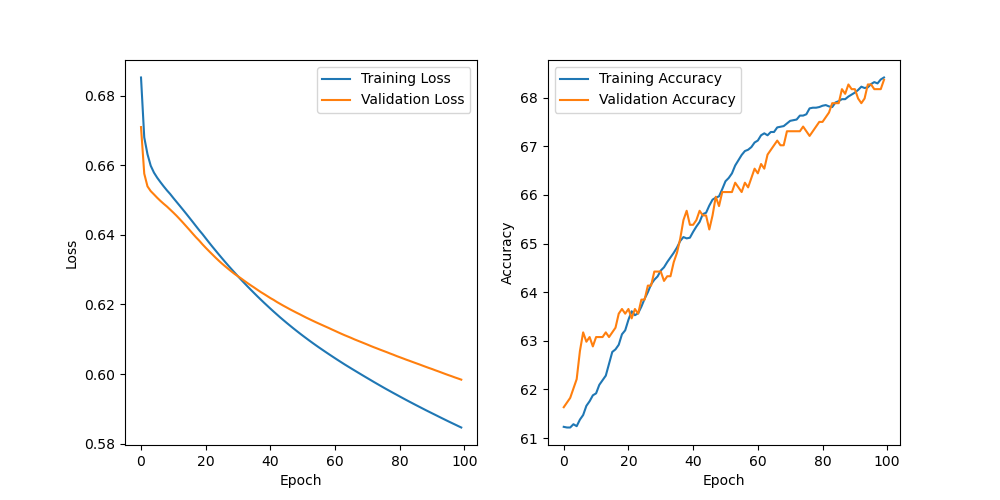 Training Loss
Validation Loss
0.68
0.66
0.64
0.62
0.60
0.58
Loss
0 20 40 60 80 100
Epoch
Training Accuracy
Validation Accuracy
68
67
66
65
64
63
62
61
Accuracy
0 20 40 60 80 100
Epoch